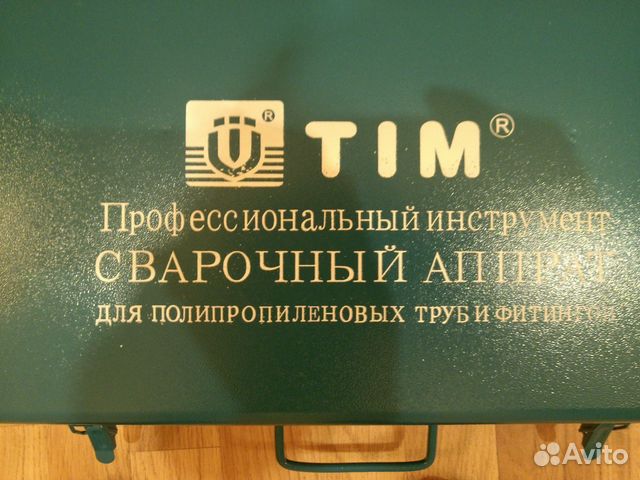 TIM®
Профессиональный инструмент
СВАРОЧНЫЙ АППАРАТ
ДЛЯ ПОЛИПРОПИЛЕНОВЫХ ТРУБ И ФИТИНГОВ
Avito